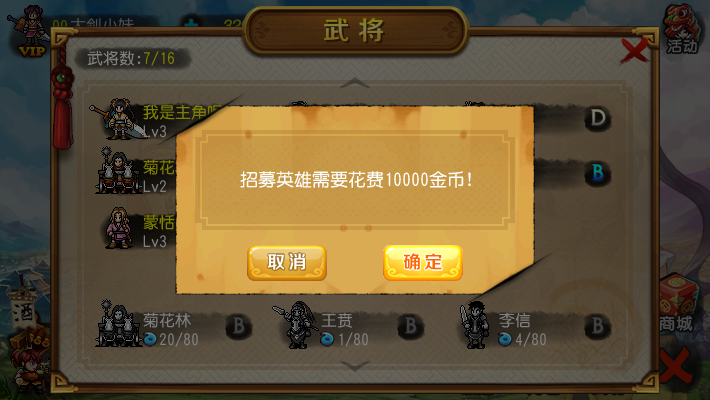 武将
VIP
活动
武将数:7/16
我是主角
Lv3
D
菊花
Lv2
B
蒙恬
Lv3
招募英雄需要花费10000金币！
取消
确定
菊花林
20/80
B
王贲
1/80
B
李信
4/80
B
酒
商城